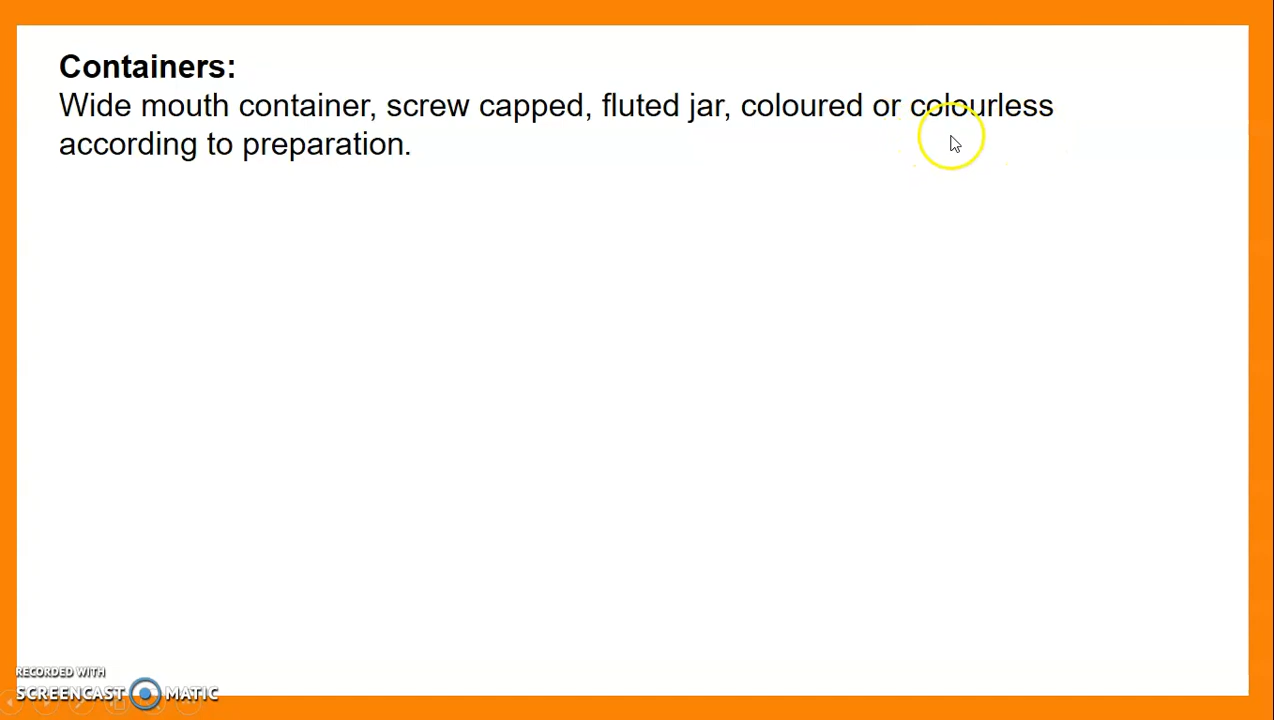 Containers:
Wide mouth container, screw capped, fluted jar, coloured or colourless
according to preparation.
RECORDED WITH
SCREENCAST MATIC